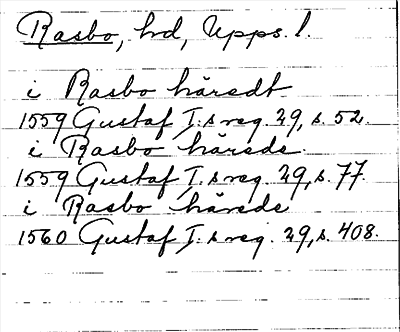 Rasbo, hd, Upps. l.
i Rasbo häredt
1559 Gustaf I:s reg. 29, s. 52.
i Rasbo härede
1559 Gustaf I:s reg. 29, s. 77.
i Rasbo härede
1560 Gustaf I:s reg. 29, s. 408.